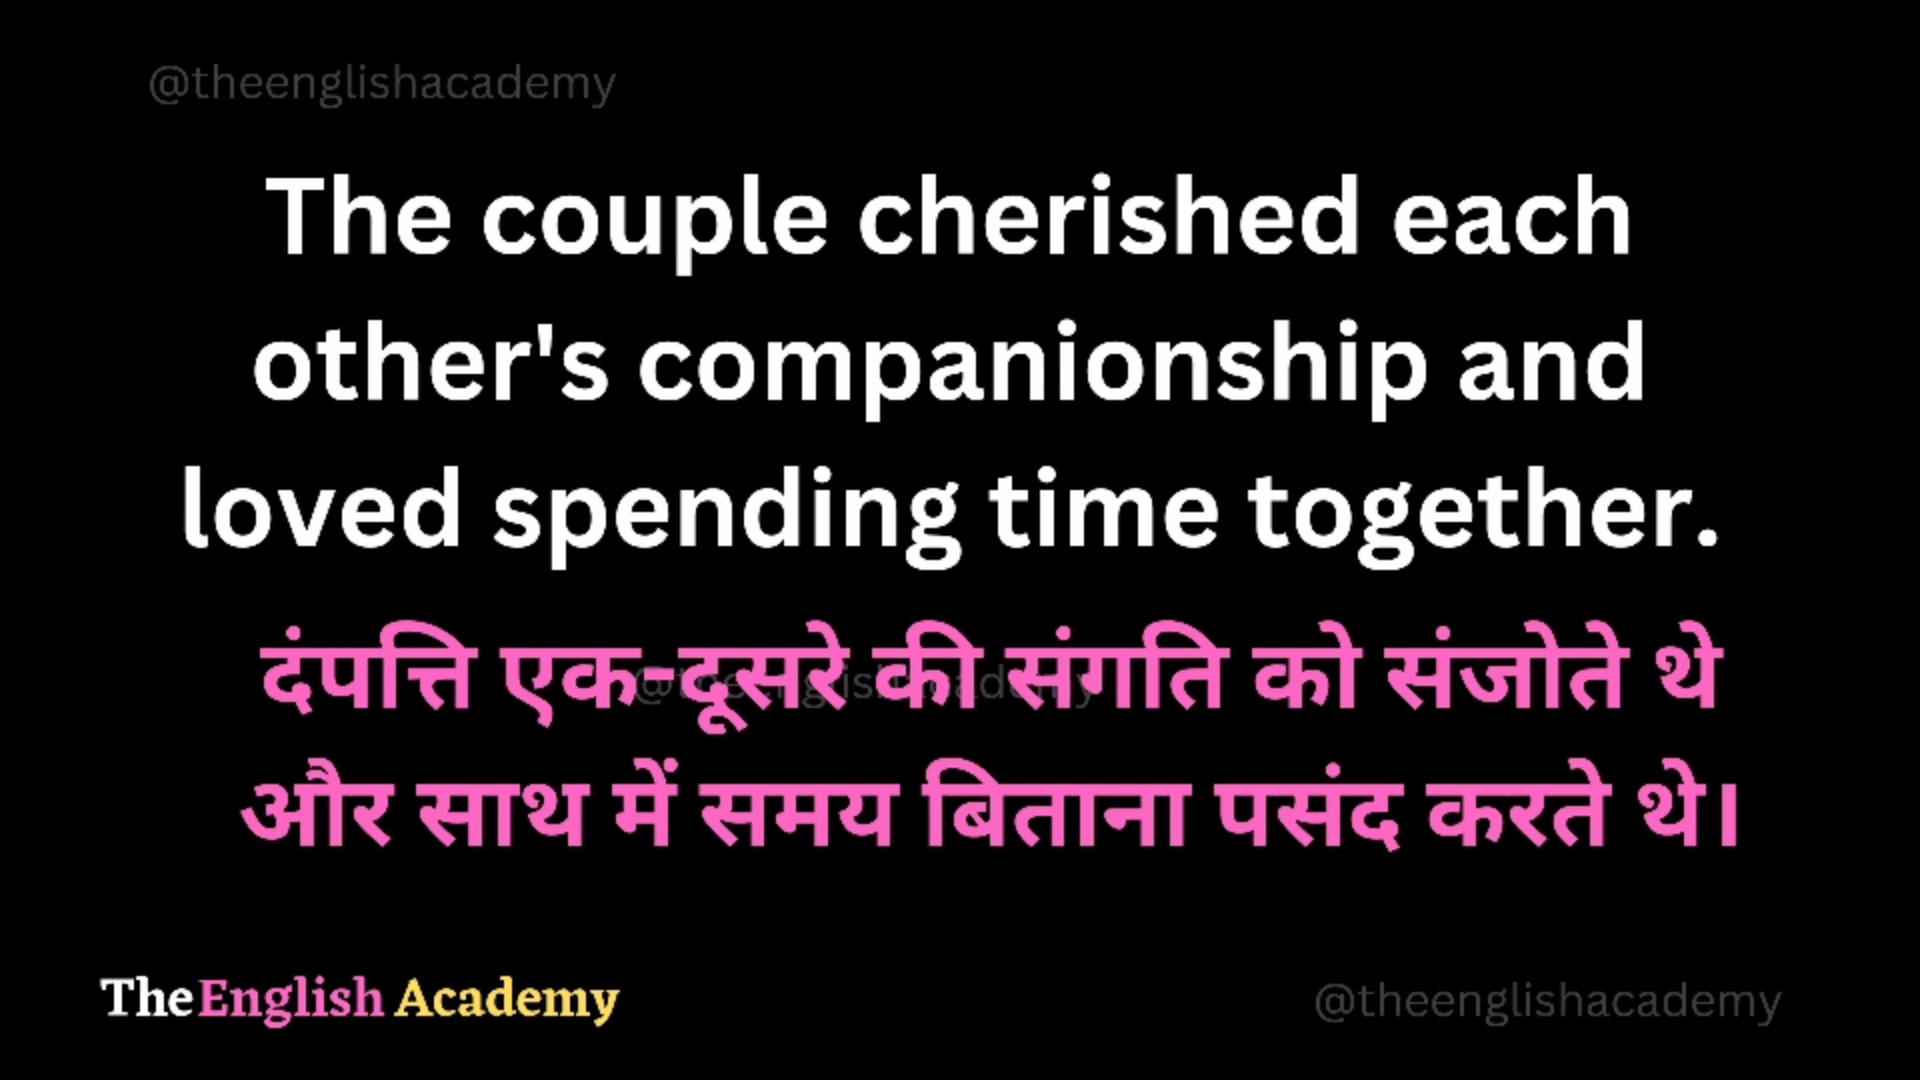 @theenglishacademy
The couple cherished each
other's companionship and
loved spending time together.
दंपत्ति एक-दूसरे की संगति को संजोते थे
@theenglishacademy
और साथ में समय बिताना पसंद करते थे।
The English Academy
@theenglishacademy